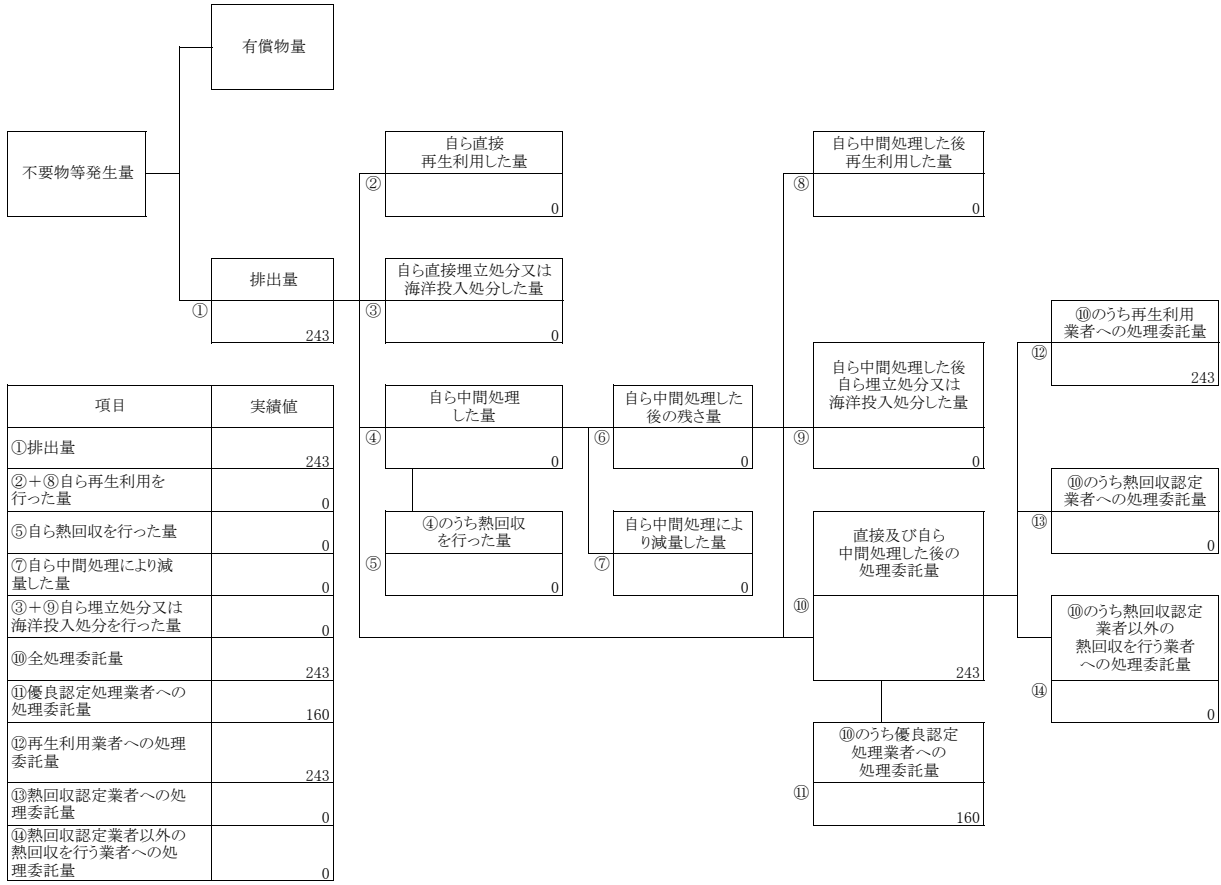 有償物量
不要物等発生量
自ら直接
再生利用した量
②
0
自ら中間処理した後
再生利用した量
⑧
0
排出量
①
243
自ら直接埋立処分又は
海洋投入処分した量
③
0
⑩のうち再生利用
業者への処理委託量
⑫
243
自ら中間処理
した量
④
0
自ら中間処理した
後の残さ量
⑥
0
自ら中間処理した後
自ら埋立処分又は
海洋投入処分した量
⑨
0
⑩のうち熱回収認定
業者への処理委託量
⑬
0
④のうち熱回収
を行った量
⑤
0
自ら中間処理によ
り減量した量
⑦
0
直接及び自ら
中間処理した後の
処理委託量
⑩
243
⑩のうち熱回収認定
業者以外の
熱回収を行う業者
への処理委託量
⑭
0
⑩のうち優良認定
処理業者への
処理委託量
⑪
160
項目 実績値
①排出量
243
②+⑧自ら再生利用を
行った量
0
⑤自ら熱回収を行った量
0
⑦自ら中間処理により減
量した量
0
③+⑨自ら埋立処分又は
海洋投入処分を行った量
0
⑩全処理委託量
243
⑪優良認定処理業者への
処理委託量
160
⑫再生利用業者への処理
委託量
243
⑬熱回収認定業者への処
理委託量
0
⑭熱回収認定業者以外の
熱回収を行う業者への処
理委託量
0